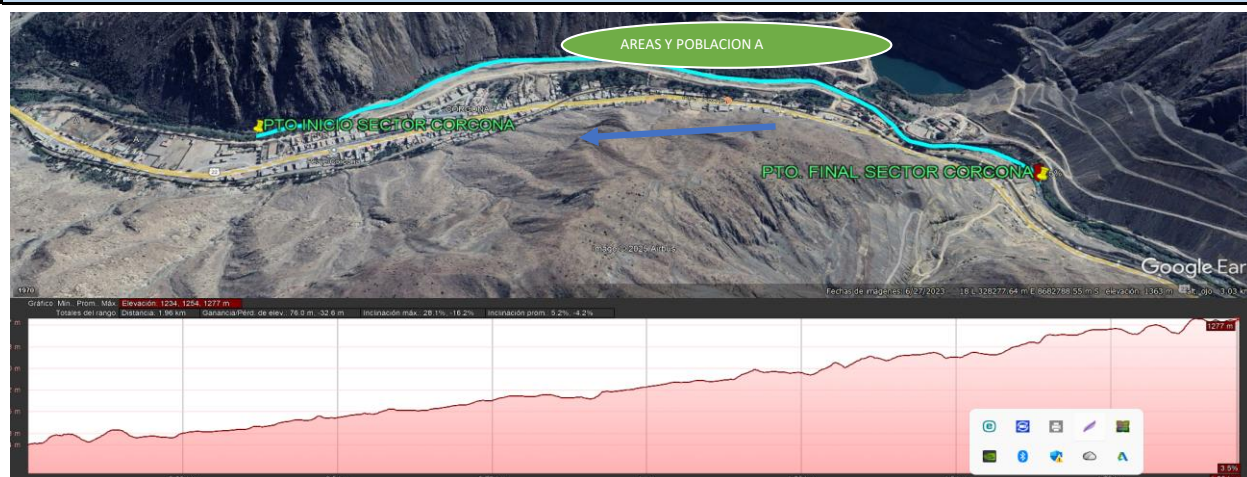 AREAS Y POBLACION A
PTO INICIO SECTOR CORCONA
PTO. FINAL SECTOR CORCONA
22
Google Ear
1970
Fechas de imágenes: 6/27/2023
18 L 328277.64 m E 8682788.55 m S elevación: 1363 m
Gráfico: Mín., Prom., Máx. Elevación: 1234, 1254, 1277 m
Totales del rango: Distancia: 1.96 km Ganancia/Pérd. de elev.: 76.0 m, -32.6 m Inclinación máx.: 28.1%, -16.2% Inclinación prom.: 5.2%, -4.2%
1277 m
3.5%